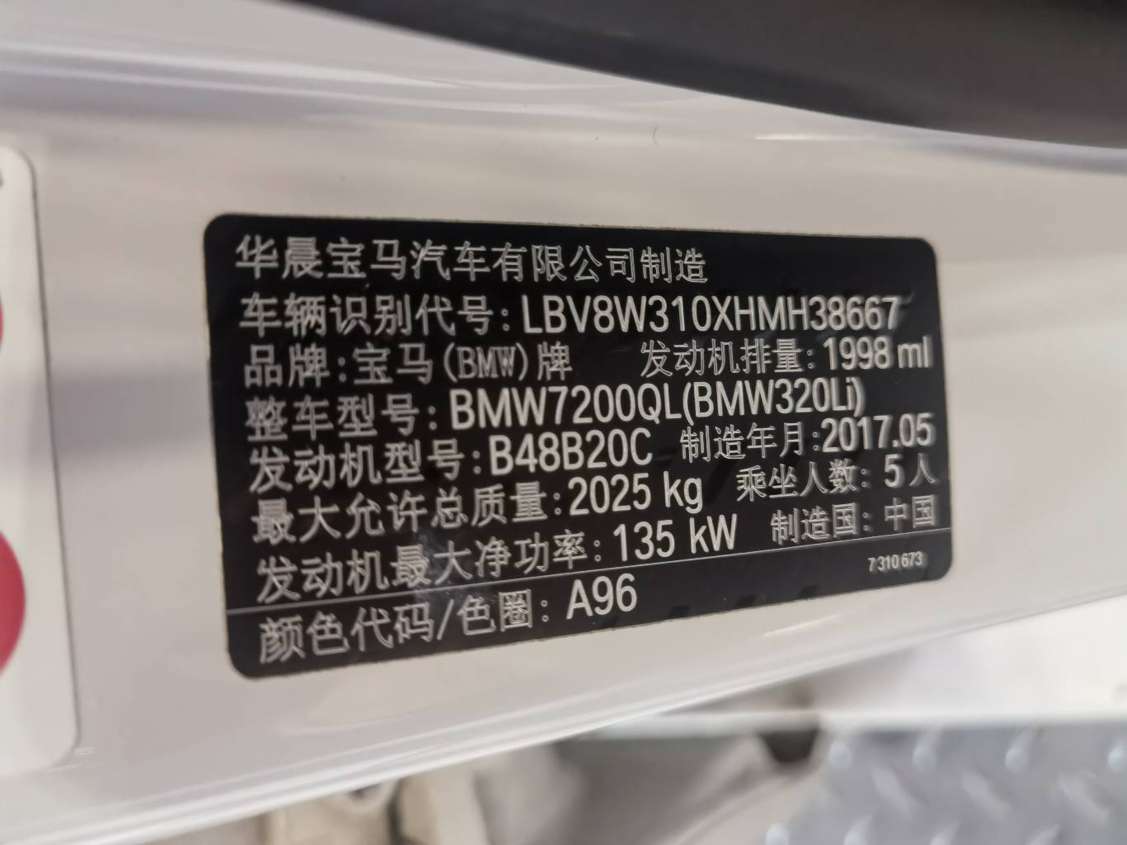 华晨宝马汽车有限公司制造
车辆识别代号: LBV8W310XHMH38667
品牌: 宝马(BMW)牌 发动机排量: 1998 ml
整车型号: BMW7200QL(BMW320Li)
发动机型号: B48B20C 制造年月: 2017.05
最大允许总质量: 2025 kg 乘坐人数: 5人
发动机最大净功率: 135 kW 制造国: 中国
7 310 673
颜色代码/色圈: A96